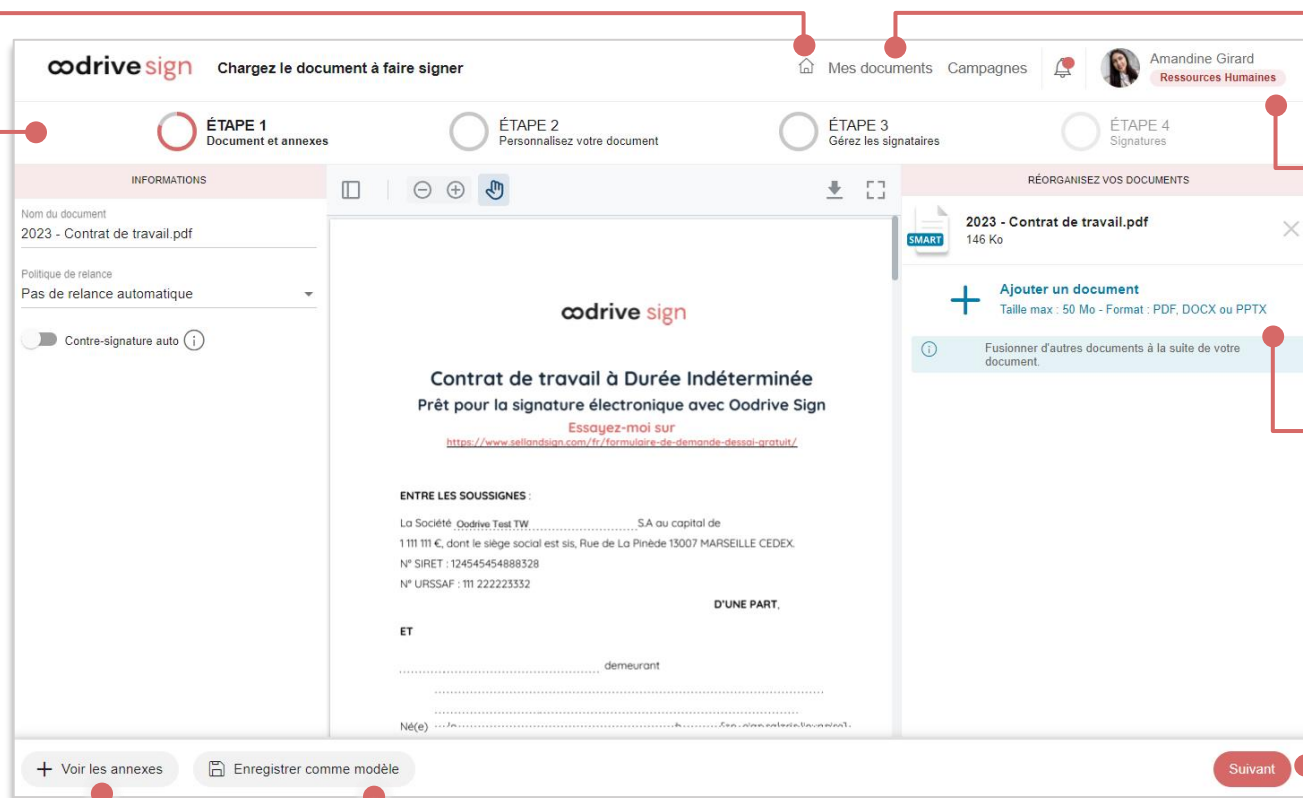 oodrive sign
Chargez le document à faire signer
Mes documents
Campagnes
Amandine Girard
Ressources Humaines
ÉTAPE 1
Document et annexes
ÉTAPE 2
Personnalisez votre document
ÉTAPE 3
Gérez les signataires
ÉTAPE 4
Signatures
INFORMATIONS
Nom du document
2023 - Contrat de travail.pdf
Politique de relance
Pas de relance automatique
Contre-signature auto
oodrive sign
Contrat de travail à Durée Indéterminée
Prêt pour la signature électronique avec Oodrive Sign
Essayez-moi sur
https://www.sellandsign.com/fr/formulaire-de-demande-dessai-gratuit/
ENTRE LES SOUSSIGNES :
La Société Oodrive Test TW S.A au capital de
1 111 111 €, dont le siège social est sis, Rue de La Pinède 13007 MARSEILLE CEDEX.
N° SIRET : 124545454888328
N° URSSAF : 111 222223332
D'UNE PART,
ET
demeurant
Né(e)
RÉORGANISEZ VOS DOCUMENTS
SMART
2023 - Contrat de travail.pdf
146 Ko
Ajouter un document
Taille max : 50 Mo - Format : PDF, DOCX ou PPTX
Fusionner d'autres documents à la suite de votre
document.
Voir les annexes
Enregistrer comme modèle
Suivant